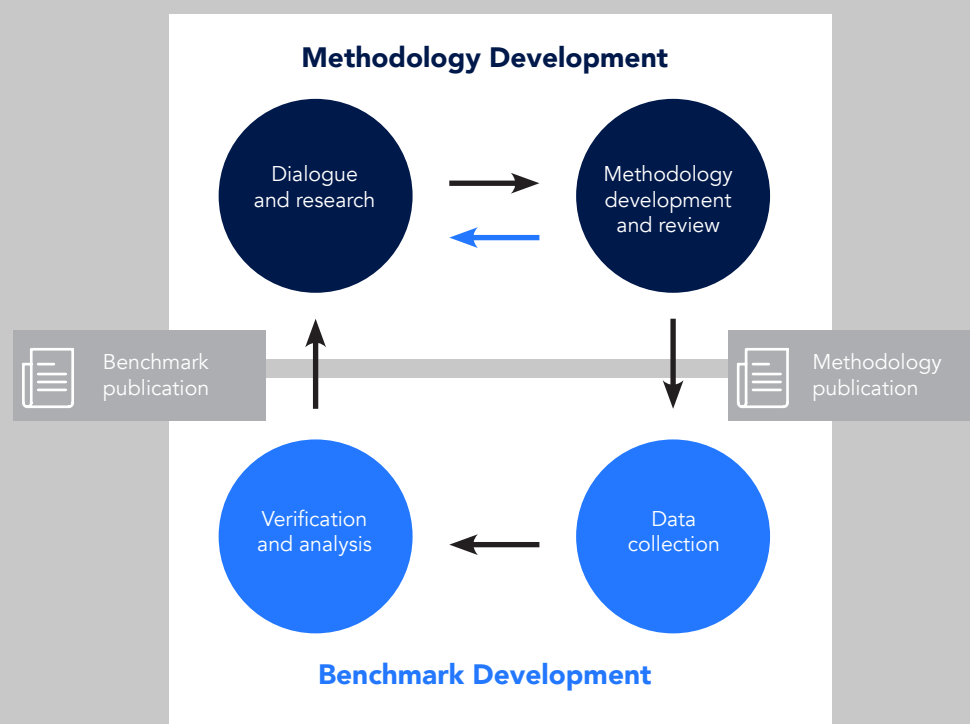 Methodology Development
Dialogue
and research
Methodology
development
and review
Benchmark
publication
Methodology
publication
Verification
and analysis
Data
collection
Benchmark Development